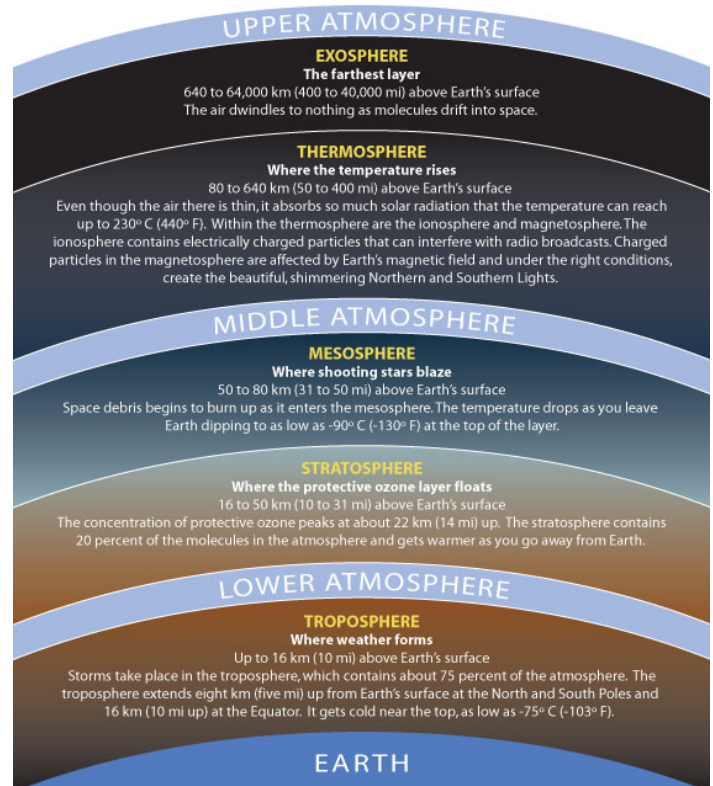 UPPER ATMOSPHERE
EXOSPHERE
The farthest layer
640 to 64,000 km (400 to 40,000 mi) above Earth's surface
The air dwindles to nothing as molecules drift into space.
THERMOSPHERE
Where the temperature rises
80 to 640 km (50 to 400 mi) above Earth's surface
Even though the air there is thin, it absorbs so much solar radiation that the temperature can reach
up to 230º C (440º F). Within the thermosphere are the ionosphere and magnetosphere. The
ionosphere contains electrically charged particles that can interfere with radio broadcasts. Charged
particles in the magnetosphere are affected by Earth's magnetic field and under the right conditions,
create the beautiful, shimmering Northern and Southern Lights.
MIDDLE ATMOSPHERE
MESOSPHERE
Where shooting stars blaze
50 to 80 km (31 to 50 mi) above Earth's surface
Space debris begins to burn up as it enters the mesosphere. The temperature drops as you leave
Earth dipping to as low as -90º C (-130º F) at the top of the layer.
STRATOSPHERE
Where the protective ozone layer floats
16 to 50 km (10 to 31 mi) above Earth's surface
The concentration of protective ozone peaks at about 22 km (14 mi) up. The stratosphere contains
20 percent of the molecules in the atmosphere and gets warmer as you go away from Earth.
LOWER ATMOSPHERE
TROPOSPHERE
Where weather forms
Up to 16 km (10 mi) above Earth's surface
Storms take place in the troposphere, which contains about 75 percent of the atmosphere. The
troposphere extends eight km (five mi) up from Earth's surface at the North and South Poles and
16 km (10 mi up) at the Equator. It gets cold near the top, as low as -75º C (-103º F).
EARTH